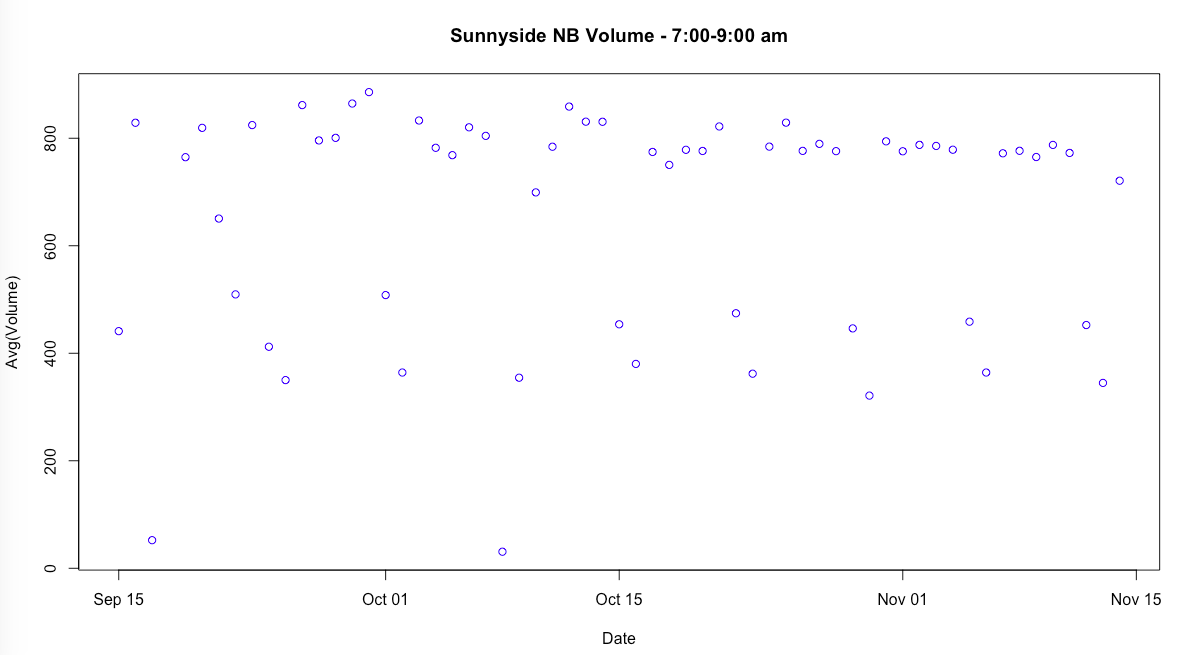 Sunnyside NB Volume - 7:00-9:00 am
Avg(Volume)
800
600
400
200
0
Sep 15
Oct 01
Oct 15
Nov 01
Nov 15
Date